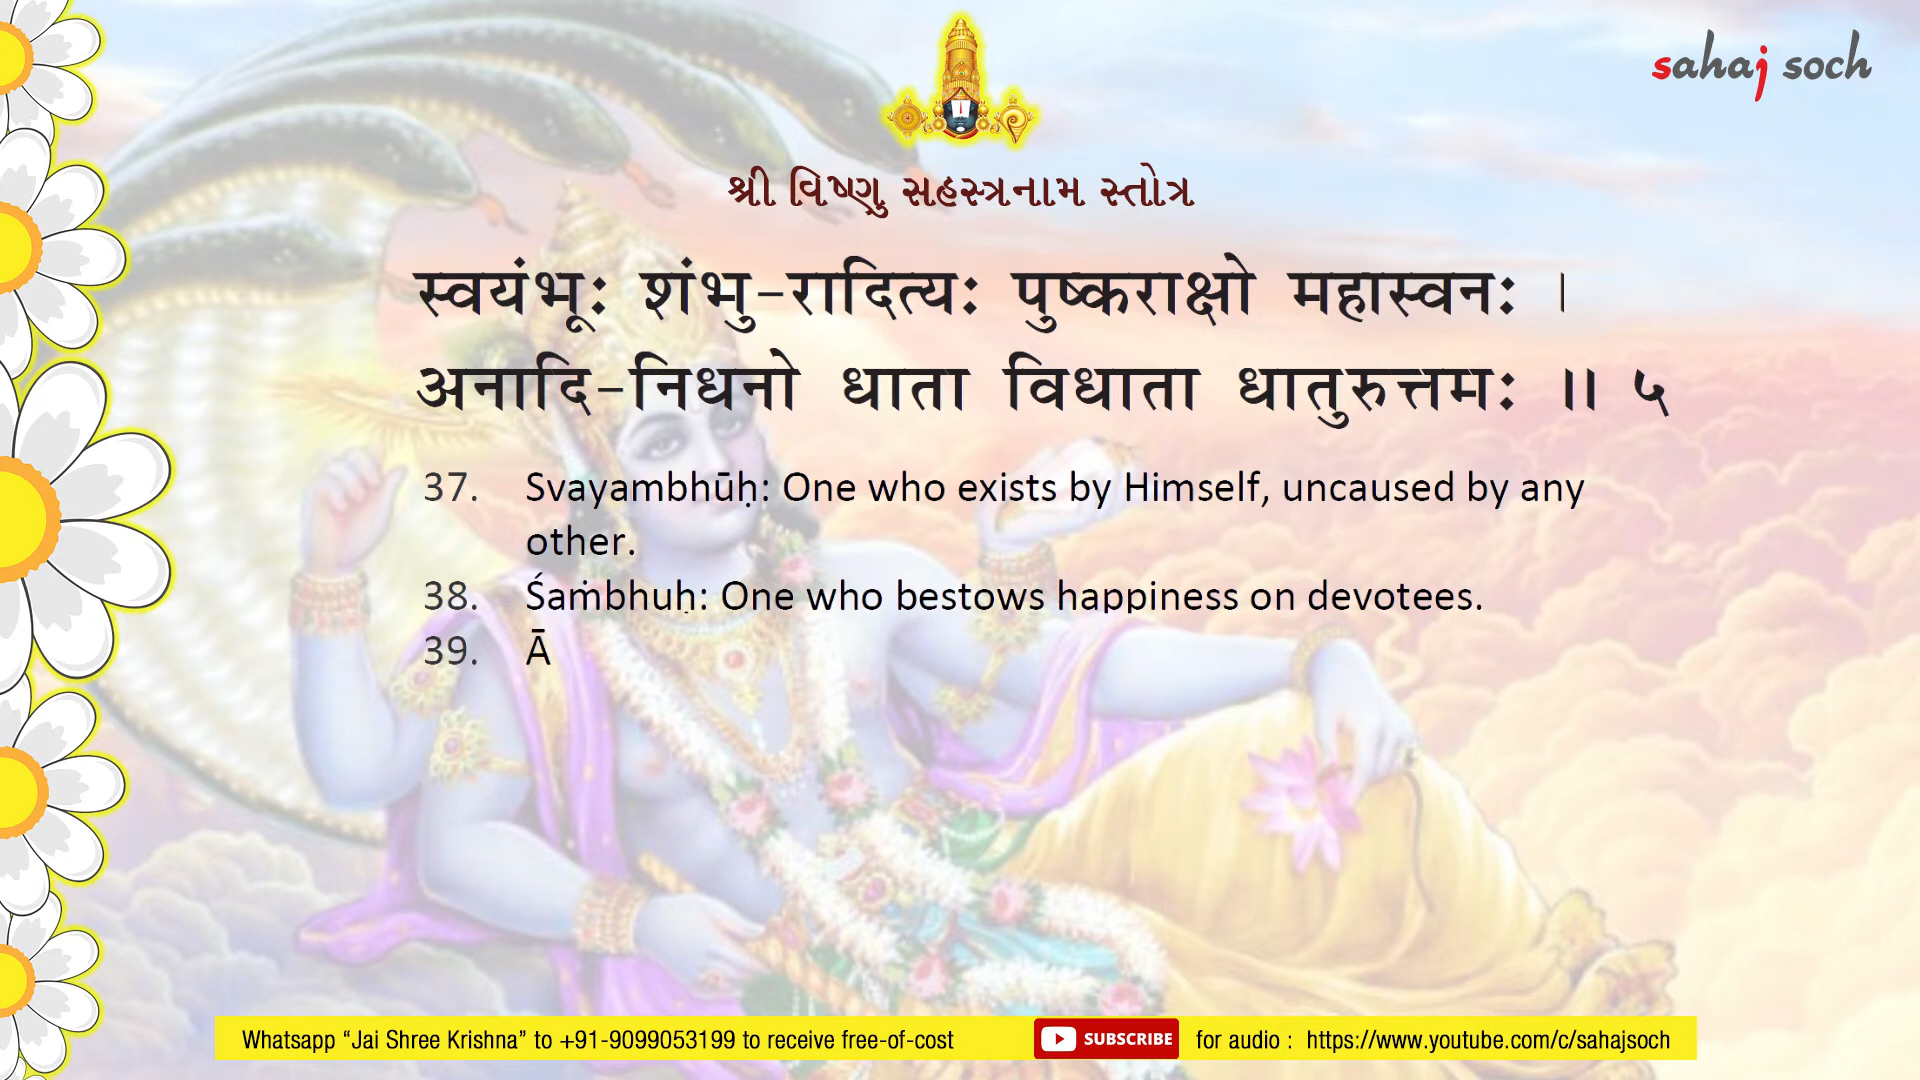 sahaj soch
શ્રી વિષ્ણુ સહસ્ત્રનામ સ્તોત્ર
स्वयंभूः शंभु-रादित्यः पुष्कराक्षो महास्वनः ।
अनादि-निधनो धाता विधाता धातुरुत्तमः ।। ५
37. Svayambhūḥ: One who exists by Himself, uncaused by any
other.
38. Śaṁbhuḥ: One who bestows happiness on devotees.
39. Ā
Whatsapp “Jai Shree Krishna” to +91-9099053199 to receive free-of-cost SUBSCRIBE for audio : https://www.youtube.com/c/sahajsoch